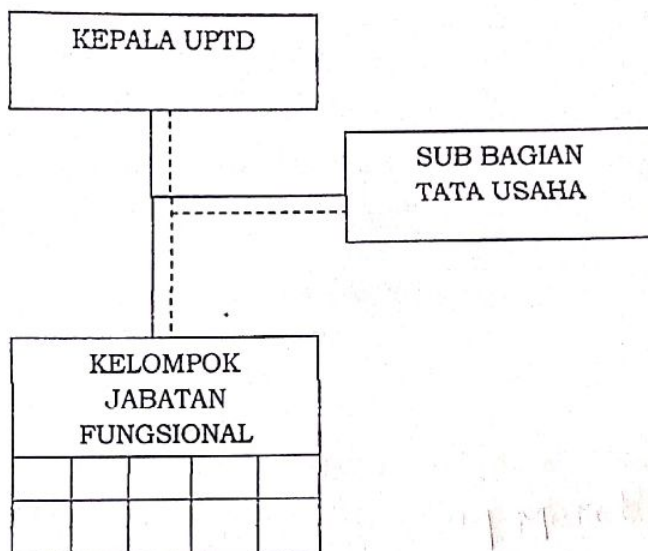 KEPALA UPTD
SUB BAGIAN
TATA USAHA
KELOMPOK
JABATAN
FUNGSIONAL